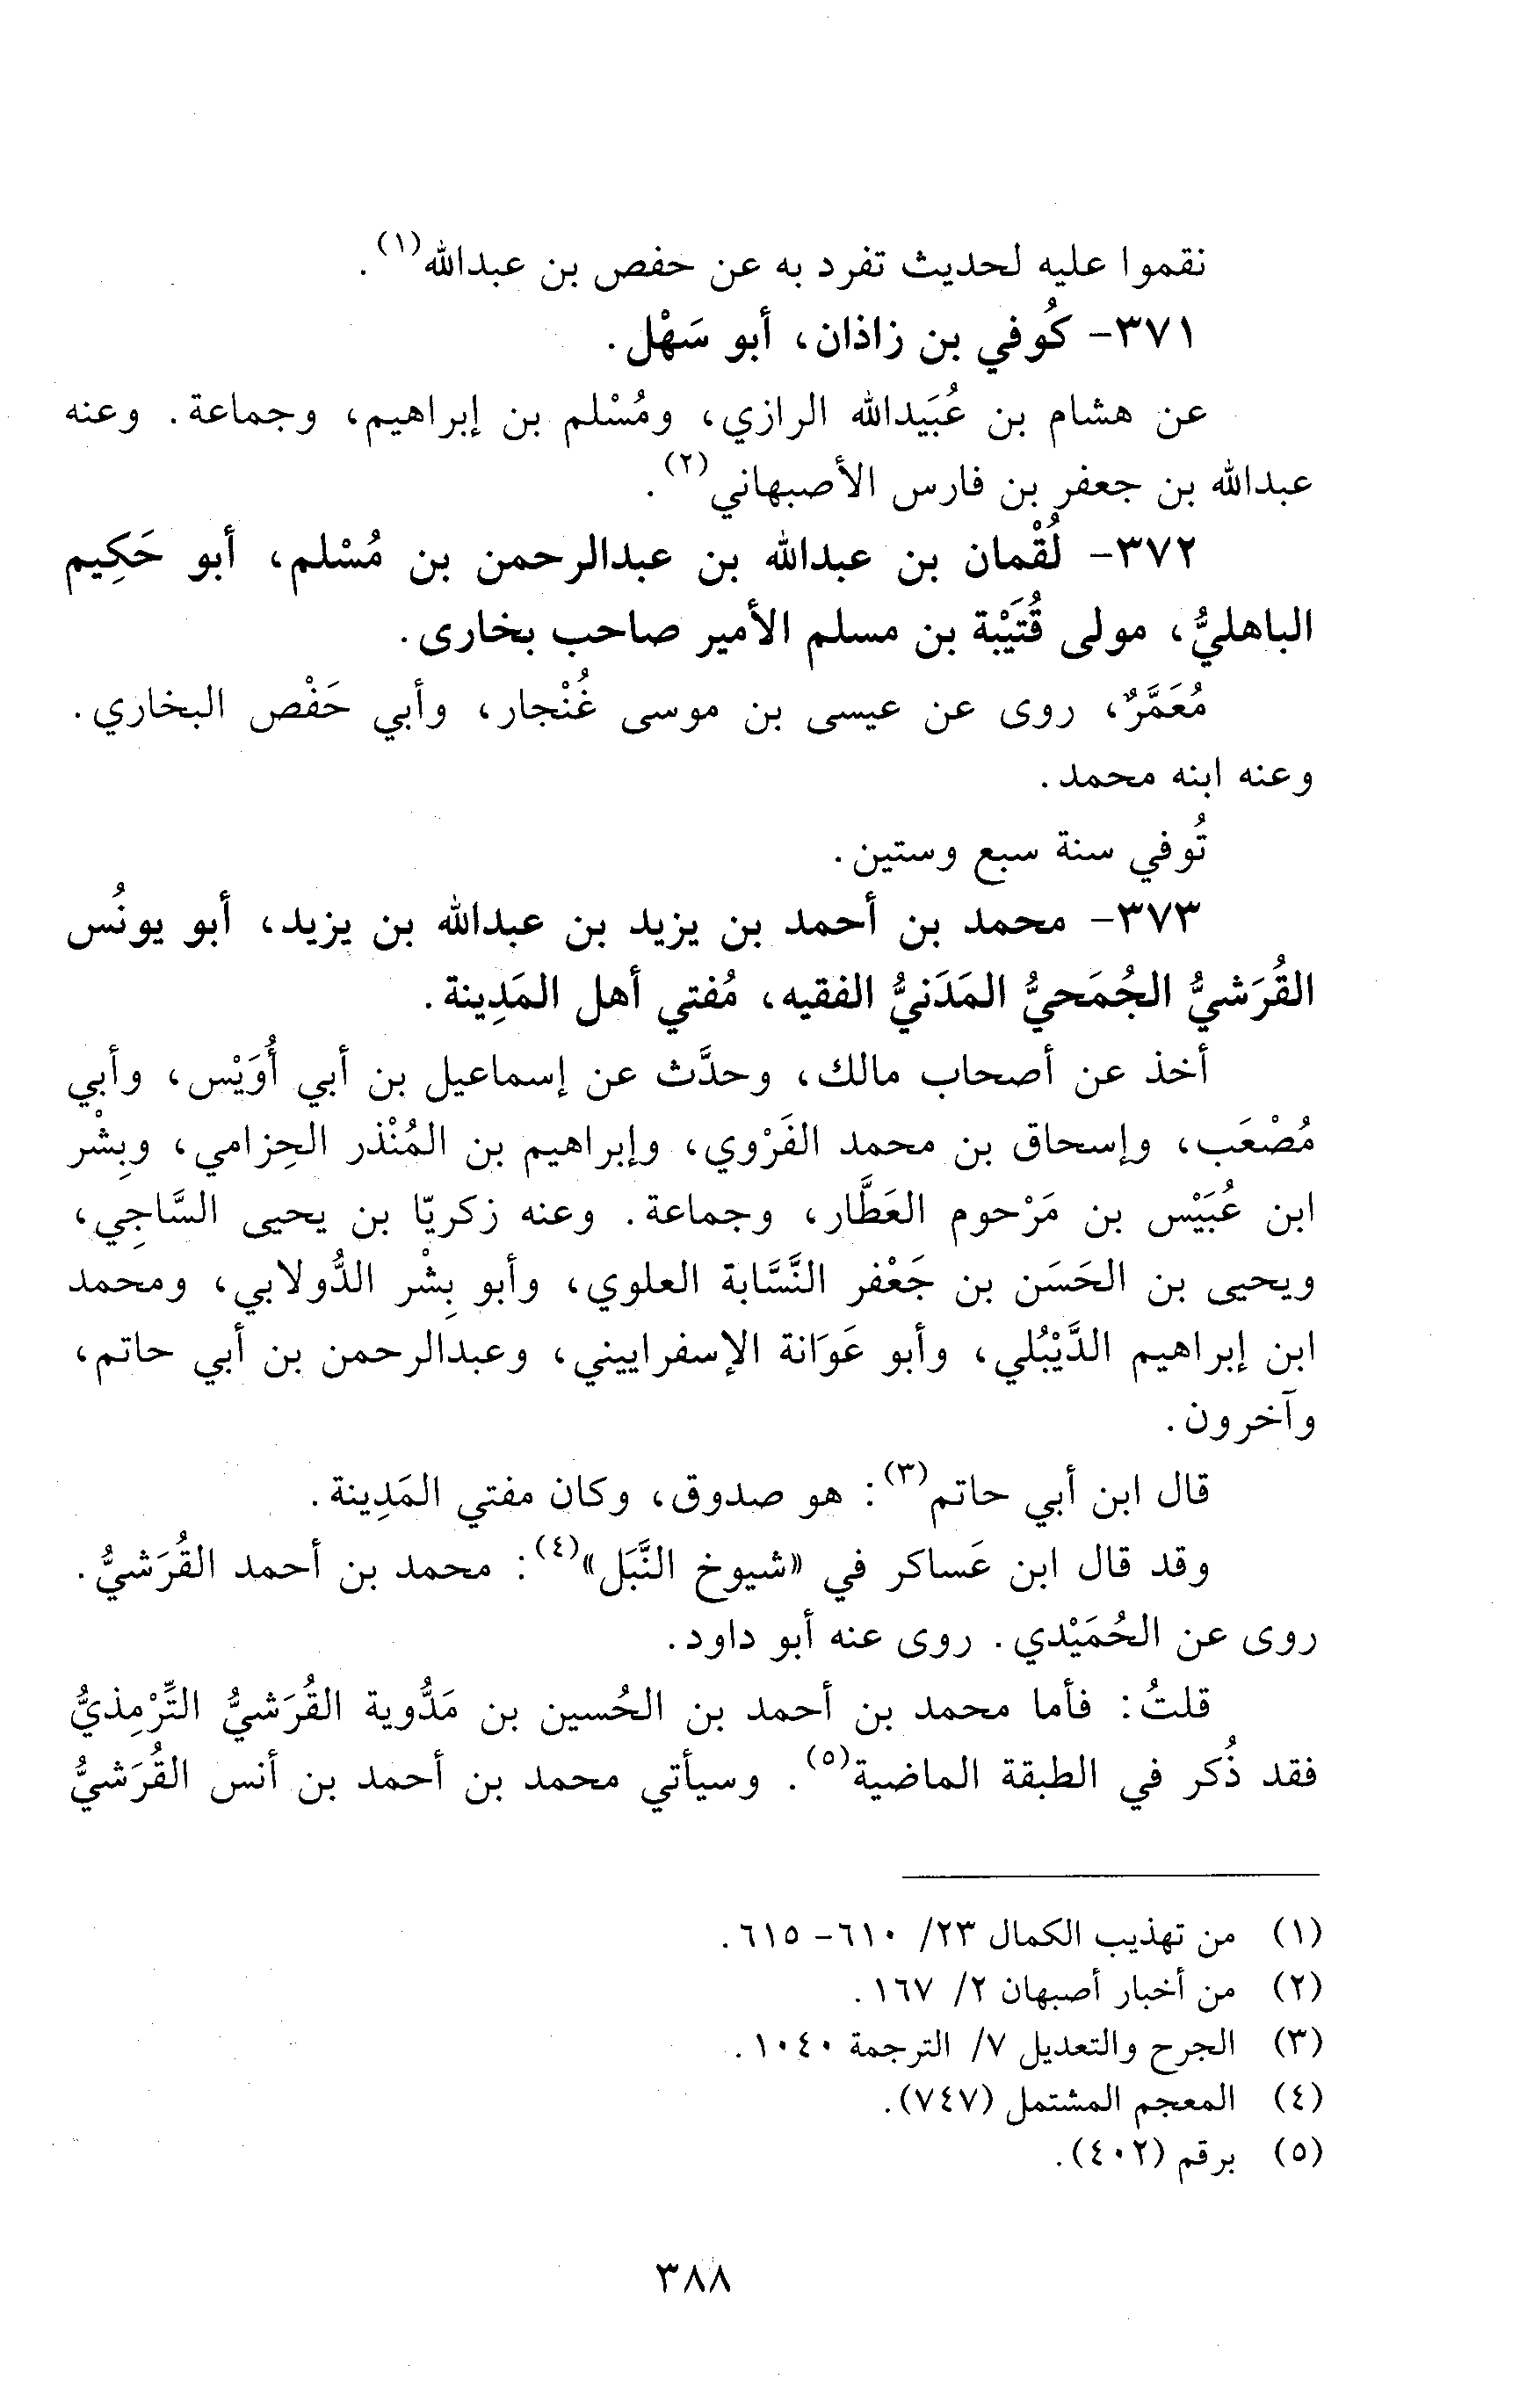 نقموا عليه لحديث تفرد به عن حفص بن عبدالله(١).
٣٧١- كُوفي بن زاذان، أبو سَهْل.
عن هشام بن عُبَيدالله الرازي، ومُسْلم بن إبراهيم، وجماعة. وعنه
عبدالله بن جعفر بن فارس الأصبهاني(٢).
٣٧٢- لُقْمان بن عبدالله بن عبدالرحمن بن مُسْلم، أبو حَكِيم
الباهليُّ، مولى قُتَيْبة بن مسلم الأمير صاحب بخارى.
مُعَمَّرٌ، روى عن عيسى بن موسى غُنْجار، وأبي حَفْص البخاري.
وعنه ابنه محمد.
تُوفي سنة سبع وستين.
٣٧٣- محمد بن أحمد بن يزيد بن عبدالله بن يزيد، أبو يونُس
القُرَشيُّ الجُمَحيُّ المَدَنيُّ الفقيه، مُفتي أهل المَدِينة.
أخذ عن أصحاب مالك، وحدَّث عن إسماعيل بن أبي أُوَيْس، وأبي
مُصْعَب، وإسحاق بن محمد الفَرْوي، وإبراهيم بن المُنْذر الحِزامي، وبِشْر
ابن عُبَيْس بن مَرْحوم العَطَّار، وجماعة. وعنه زكريّا بن يحيى السَّاجِي،
ويحيى بن الحَسَن بن جَعْفر النَّسَّابة العلوي، وأبو بِشْر الدُّولابي، ومحمد
ابن إبراهيم الدَّيْبُلي، وأبو عَوَانة الإسفراييني، وعبدالرحمن بن أبي حاتم،
وآخرون.
قال ابن أبي حاتم(٣): هو صدوق، وكان مفتي المَدِينة.
وقد قال ابن عَساكر في «شيوخ النَّبَل»(٤): محمد بن أحمد القُرَشيُّ.
روى عن الحُمَيْدي. روى عنه أبو داود.
قلتُ: فأما محمد بن أحمد بن الحُسين بن مَدُّوية القُرَشيُّ التِّرْمِذيُّ
فقد ذُكر في الطبقة الماضية(٥). وسيأتي محمد بن أحمد بن أنس القُرَشيُّ
(١) من تهذيب الكمال ٢٣/ ٦١٠- ٦١٥.
(٢) من أخبار أصبهان ٢/ ١٦٧.
(٣) الجرح والتعديل ٧/ الترجمة ١٠٤٠.
(٤) المعجم المشتمل (٧٤٧).
(٥) برقم (٤٠٢).
٣٨٨